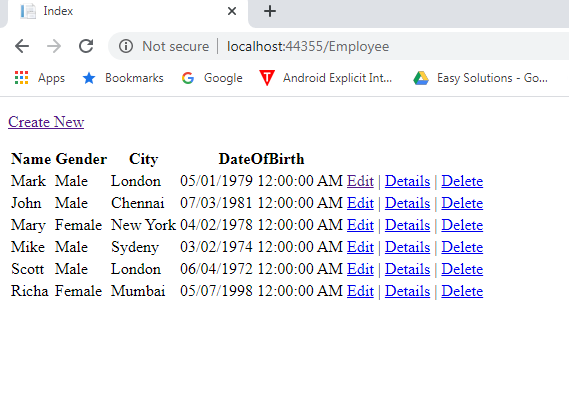 Index
Not secure | localhost:44355/Employee
Apps Bookmarks Google Android Explicit Int... Easy Solutions - Go...
Create New
Name Gender City DateOfBirth
Mark Male London 05/01/1979 12:00:00 AM Edit | Details | Delete
John Male Chennai 07/03/1981 12:00:00 AM Edit | Details | Delete
Mary Female New York 04/02/1978 12:00:00 AM Edit | Details | Delete
Mike Male Sydeny 03/02/1974 12:00:00 AM Edit | Details | Delete
Scott Male London 06/04/1972 12:00:00 AM Edit | Details | Delete
Richa Female Mumbai 05/07/1998 12:00:00 AM Edit | Details | Delete